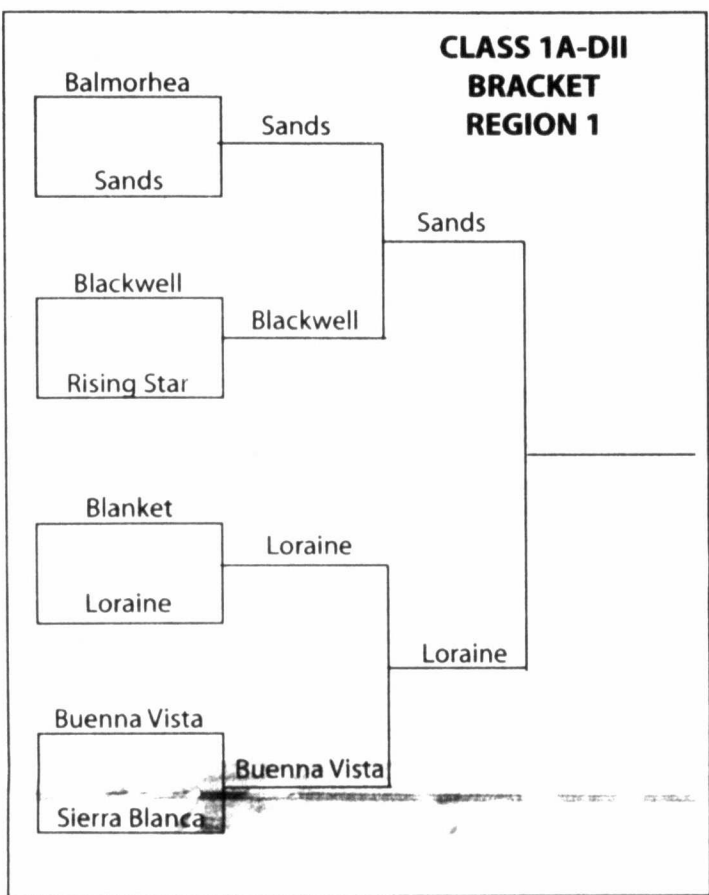 CLASS 1A-DII
BRACKET
REGION 1
Balmorhea
Sands
Sands
Sands
Blackwell
Blackwell
Rising Star
Blanket
Loraine
Loraine
Loraine
Buenna Vista
Buenna Vista
Sierra Blanca